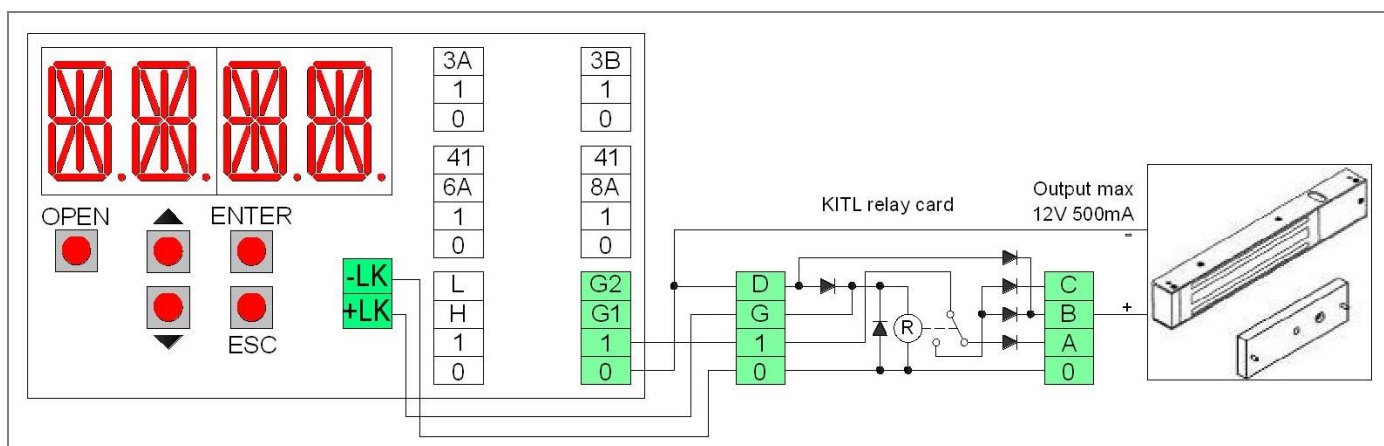 OPEN
ENTER
ESC
-LK
+LK
3A
1
0
41
6A
1
0
L
H
1
0
3B
1
0
41
8A
1
0
G2
G1
1
0
KITL relay card
D
G
1
0
R
C
B
A
0
Output max
12V 500mA
-
+